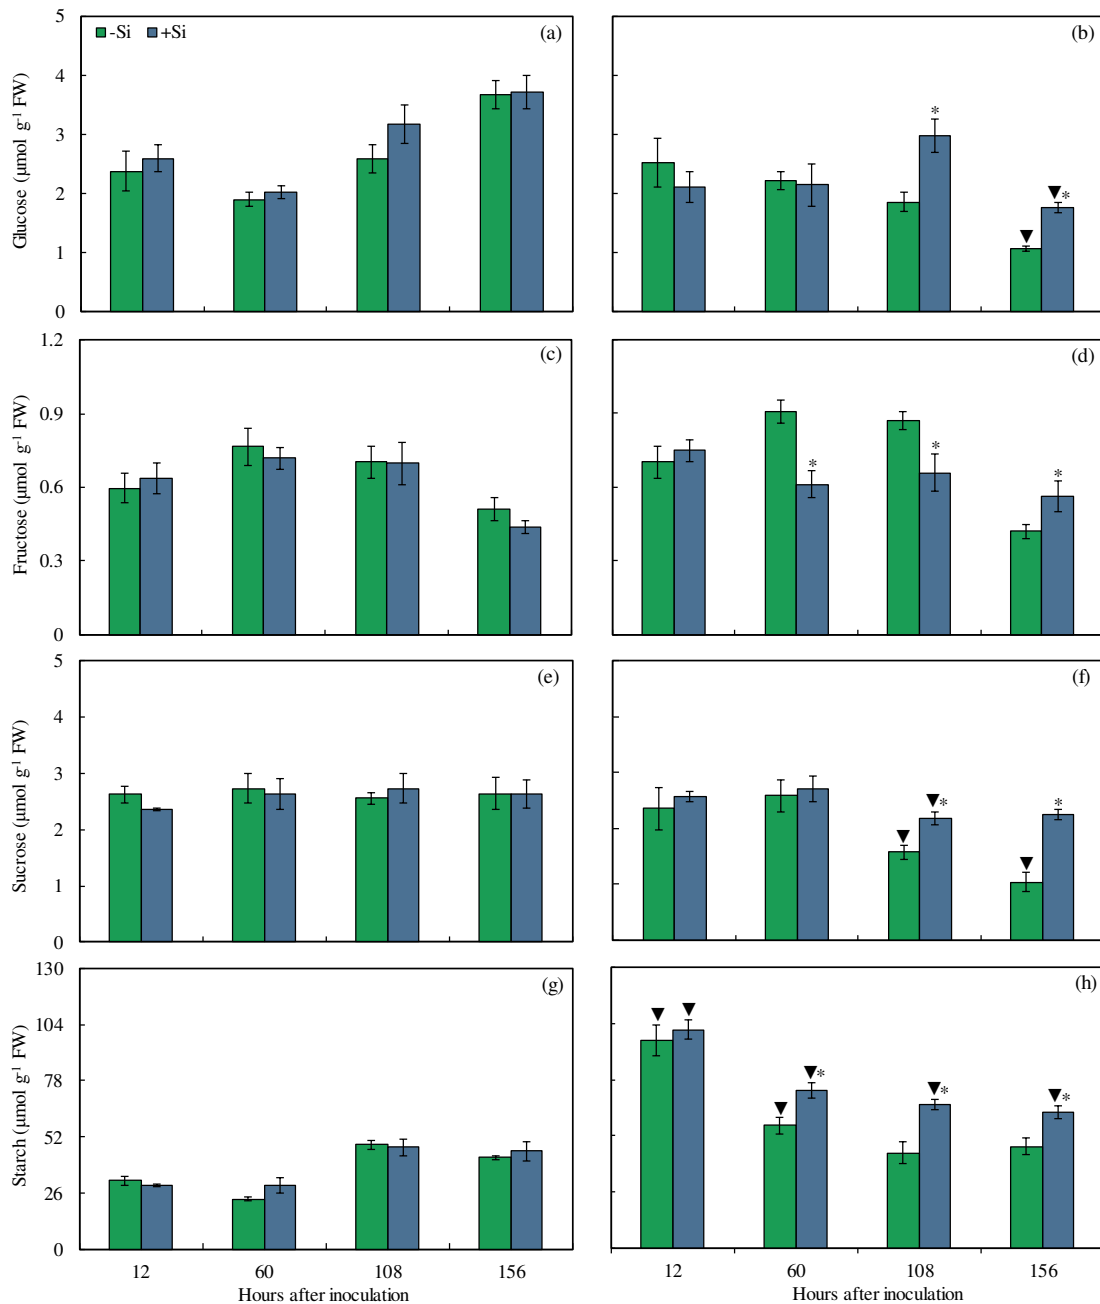 5
4
3
2
1
0
Glucose (µmol g⁻¹ FW)
-Si +Si
(a)
(b)
*
▼
▼*
1.2
0.9
0.6
0.3
0
Fructose (µmol g⁻¹ FW)
(c)
(d)
*
*
*
5
4
3
2
1
0
Sucrose (µmol g⁻¹ FW)
(e)
(f)
▼
▼*
▼
*
130
104
78
52
26
0
Starch (µmol g⁻¹ FW)
(g)
(h)
▼
▼
▼
▼*
▼*
▼*
12 60 108 156
12 60 108 156
Hours after inoculation
Hours after inoculation